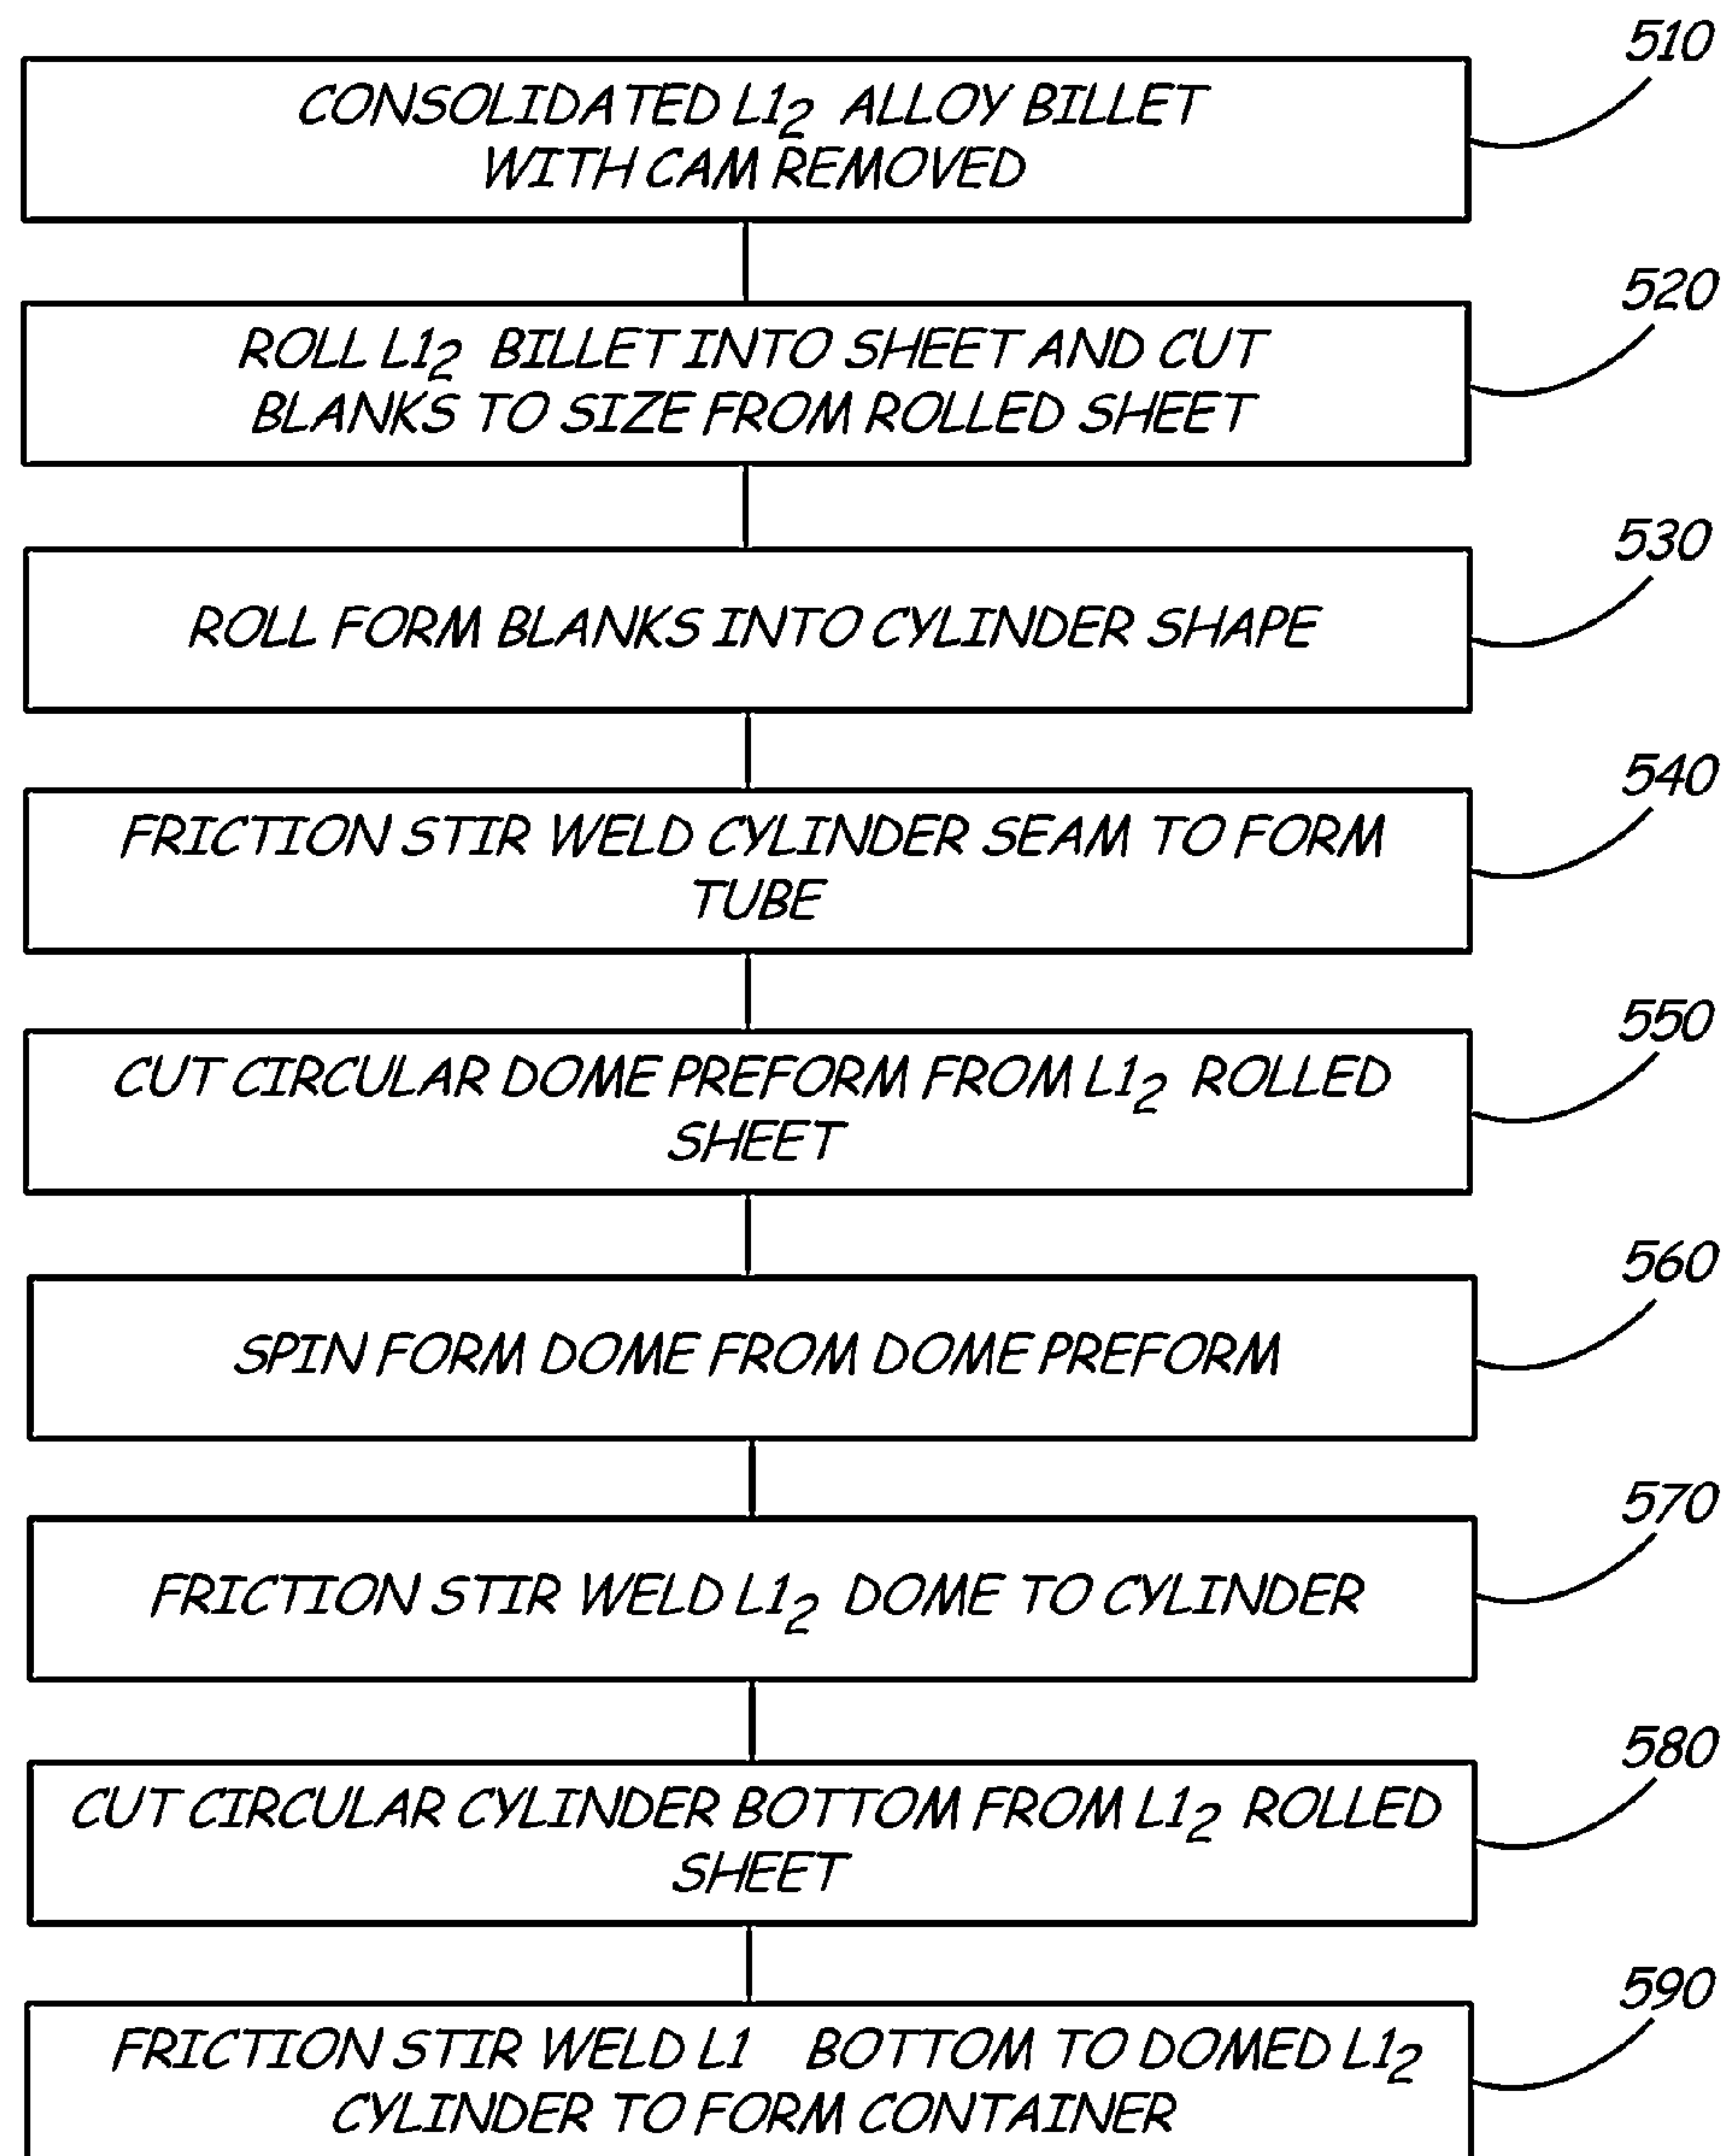 510
CONSOLIDATED L1₂ ALLOY BILLET
WITH CAM REMOVED
520
ROLL L1₂ BILLET INTO SHEET AND CUT
BLANKS TO SIZE FROM ROLLED SHEET
530
ROLL FORM BLANKS INTO CYLINDER SHAPE
540
FRICTION STIR WELD CYLINDER SEAM TO FORM
TUBE
550
CUT CIRCULAR DOME PREFORM FROM L1₂ ROLLED
SHEET
560
SPIN FORM DOME FROM DOME PREFORM
570
FRICTION STIR WELD L1₂ DOME TO CYLINDER
580
CUT CIRCULAR CYLINDER BOTTOM FROM L1₂ ROLLED
SHEET
590
FRICTION STIR WELD L1 BOTTOM TO DOMED L1₂
CYLINDER TO FORM CONTAINER